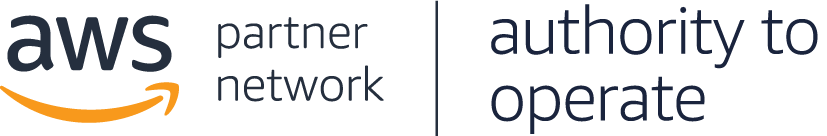 aws
partner
network
authority to
operate